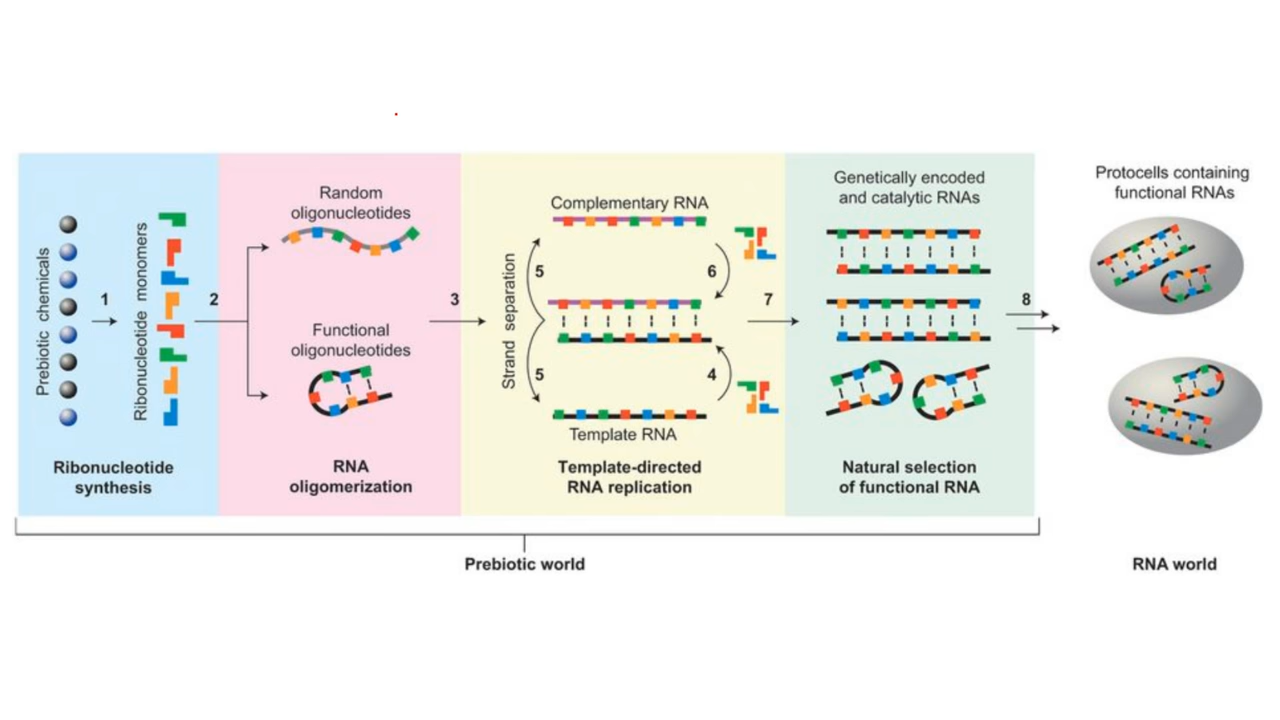 Prebiotic chemicals
1
Ribonucleotide monomers
Ribonucleotide
synthesis
2
Random
oligonucleotides
Functional
oligonucleotides
RNA
oligomerization
3
Complementary RNA
Strand separation
5
6
5
4
Template RNA
Template-directed
RNA replication
7
Genetically encoded
and catalytic RNAs
Natural selection
of functional RNA
8
Protocells containing
functional RNAs
Prebiotic world
RNA world